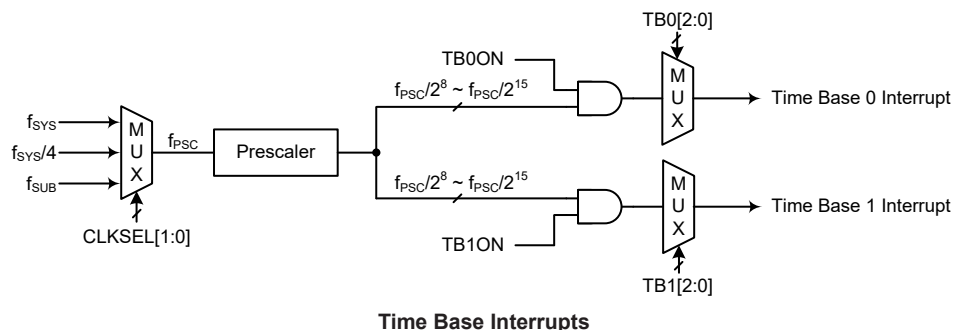 TB0[2:0]
TB0ON
M
U
X
fPSC/2^8 ~ fPSC/2^15
Time Base 0 Interrupt
fSYS
fSYS/4
fSUB
M
U
X
fPSC
Prescaler
CLKSEL[1:0]
fPSC/2^8 ~ fPSC/2^15
M
U
X
Time Base 1 Interrupt
TB1ON
TB1[2:0]
Time Base Interrupts